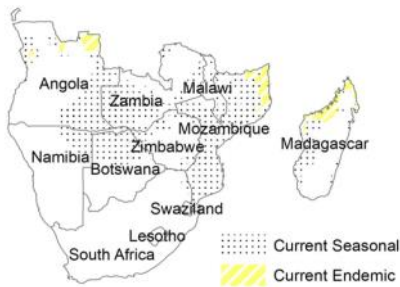 Angola
Malawi
Zambia
Mozambique
Zimbabwe
Madagascar
Namibia
Botswana
Swaziland
Lesotho
South Africa
Current Seasonal
Current Endemic